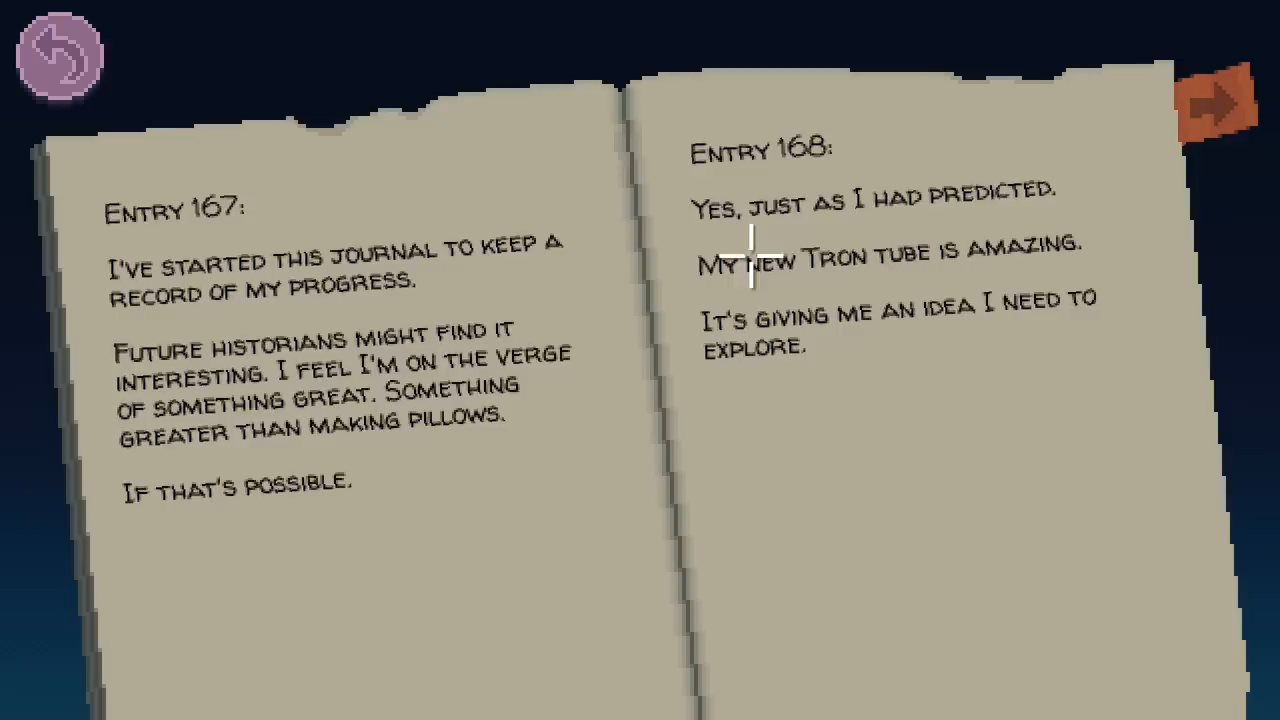 Entry 167:
I've started this journal to keep a
record of my progress.
Future historians might find it
interesting. I feel I'm on the verge
of something great. Something
greater than making pillows.
If that's possible.
Entry 168:
Yes, just as I had predicted.
My new Tron tube is amazing.
It's giving me an idea I need to
explore.